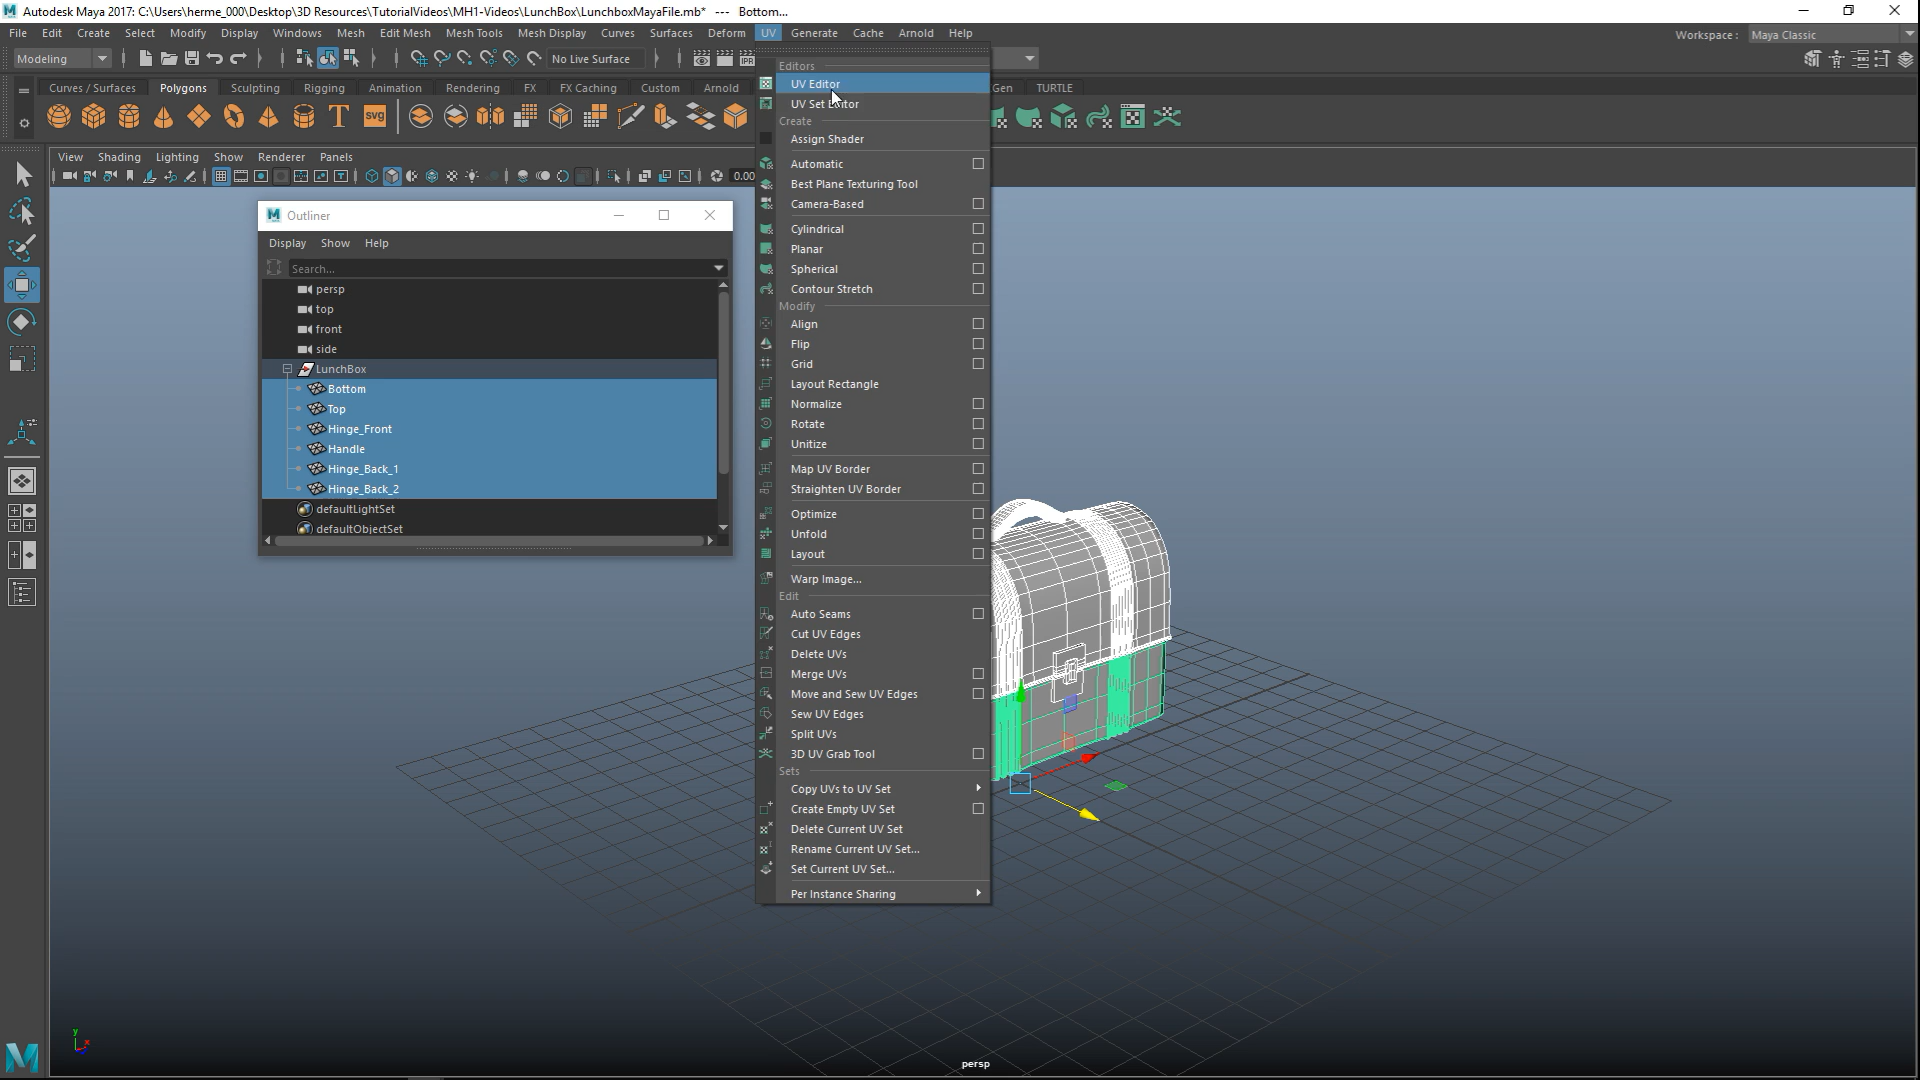 Autodesk Maya 2017: C:\Users\herme_000\Desktop\3D Resources\TutorialVideos\MH1-Videos\LunchBox\LunchboxMayaFile.mb* --- Bottom...
File Edit Create Select Modify Display Windows Mesh Edit Mesh Mesh Tools Mesh Display Curves Surfaces Deform UV Generate Cache Arnold Help
Workspace : Maya Classic
Modeling
No Live Surface
IPR
Curves / Surfaces Polygons Sculpting Rigging Animation Rendering FX FX Caching Custom Arnold Gen TURTLE
T svg
View Shading Lighting Show Renderer Panels
0.00
Outliner
Display Show Help
Search...
persp
top
front
side
LunchBox
Bottom
Top
Hinge_Front
Handle
Hinge_Back_1
Hinge_Back_2
defaultLightSet
defaultObjectSet
Editors
UV Editor
UV Set Editor
Create
Assign Shader
Automatic
Best Plane Texturing Tool
Camera-Based
Cylindrical
Planar
Spherical
Contour Stretch
Modify
Align
Flip
Grid
Layout Rectangle
Normalize
Rotate
Unitize
Map UV Border
Straighten UV Border
Optimize
Unfold
Layout
Warp Image...
Edit
Auto Seams
Cut UV Edges
Delete UVs
Merge UVs
Move and Sew UV Edges
Sew UV Edges
Split UVs
3D UV Grab Tool
Sets
Copy UVs to UV Set
Create Empty UV Set
Delete Current UV Set
Rename Current UV Set...
Set Current UV Set...
Per Instance Sharing
y
x
persp